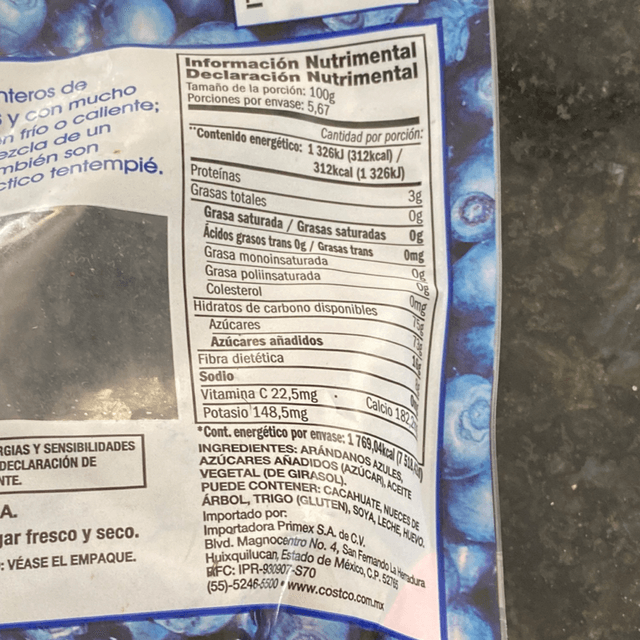 nteros de
y con mucho
n frío o caliente;
ezcla de un
mbién son
ctico tentempié.
Información Nutrimental
Declaración Nutrimental
Tamaño de la porción: 100g
Porciones por envase: 5,67
Cantidad por porción:
**Contenido energético: 1 326kJ (312kcal) /
312kcal (1 326kJ)
Proteínas 3g
Grasas totales 0g
Grasa saturada / Grasas saturadas 0g
Ácidos grasos trans 0g / Grasas trans 0mg
Grasa monoinsaturada 0g
Grasa poliinsaturada 0g
Colesterol 0mg
Hidratos de carbono disponibles
Azúcares
Azúcares añadidos
Fibra dietética
Sodio
Vitamina C 22,5mg Calcio 182,
Potasio 148,5mg
*Cont. energético por envase: 1 769,04kcal
INGREDIENTES: ARÁNDANOS AZULES,
AZÚCARES AÑADIDOS (AZÚCAR), ACEITE
VEGETAL (DE GIRASOL).
PUEDE CONTENER: CACAHUATE, NUECES DE
ÁRBOL, TRIGO (GLUTEN), SOYA, LECHE, HUEVO.
Importado por:
Importadora Primex S.A. de C.V.
Blvd. Magnocentro No. 4, San Fernando La Herradura
Huixquilucan, Estado de México, C.P. 52765
RFC: IPR-930907-S70
(55)-5246-5500 • www.costco.com.mx
RGIAS Y SENSIBILIDADES
DECLARACIÓN DE
NTE.
A.
gar fresco y seco.
: VÉASE EL EMPAQUE.